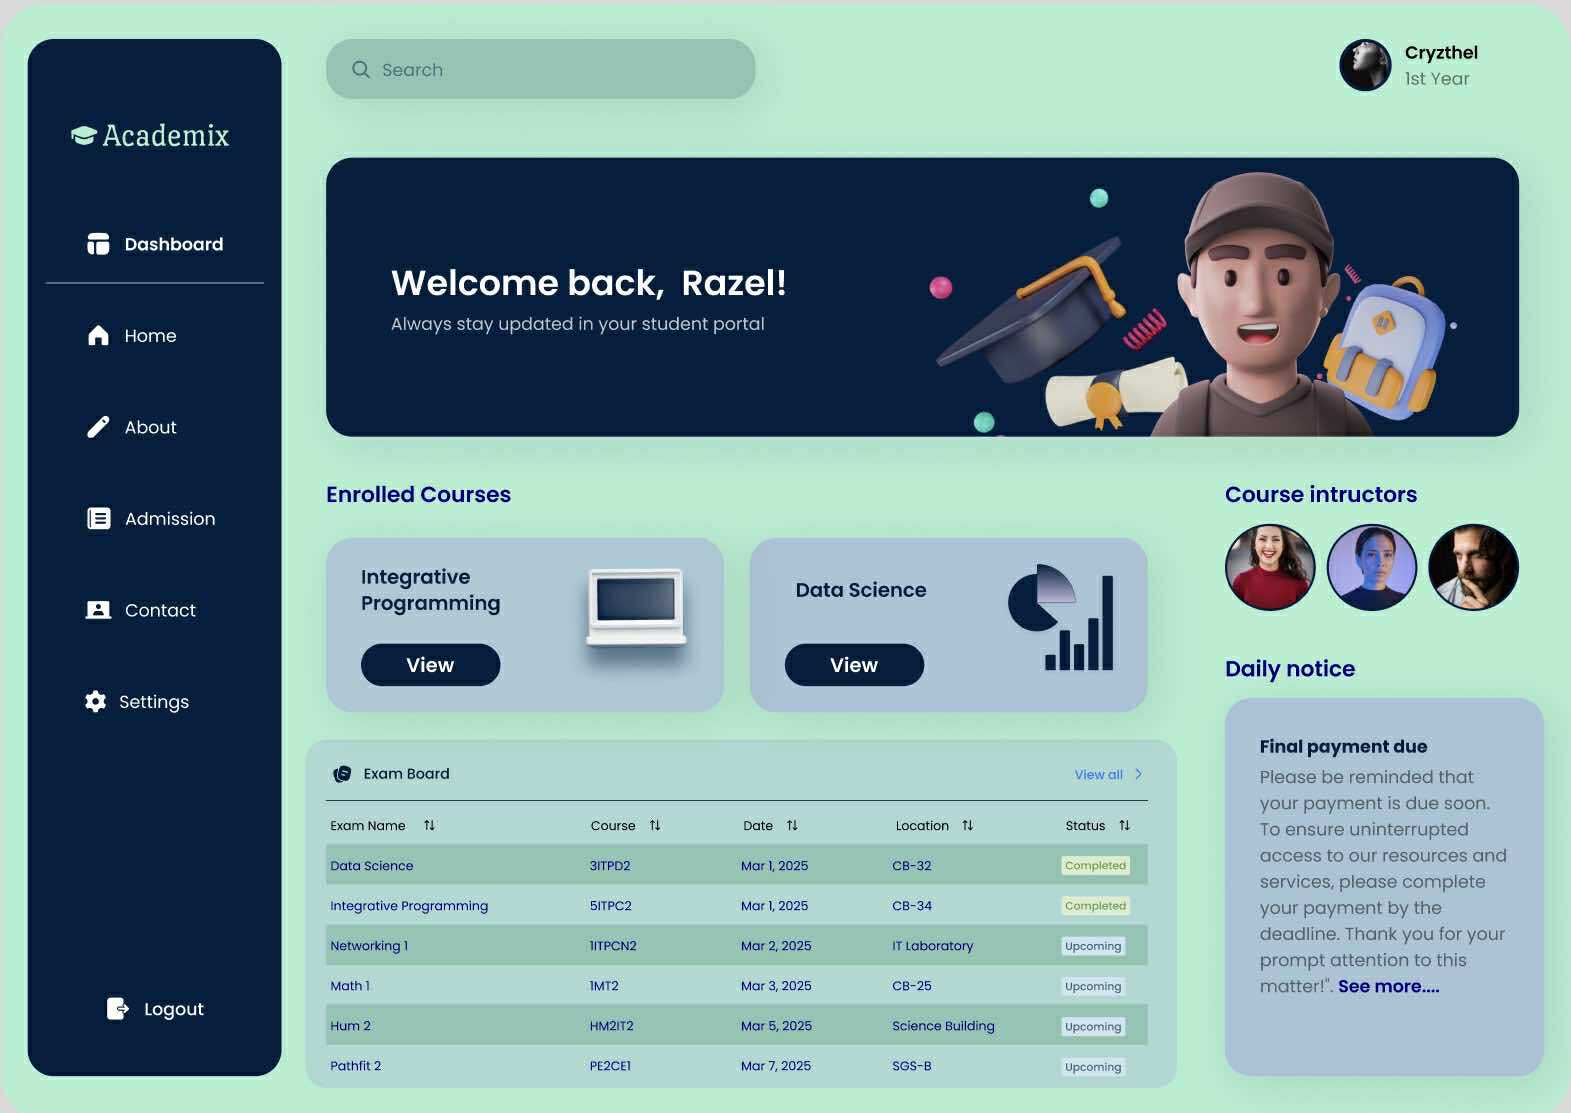 Academix
Dashboard
Home
About
Admission
Contact
Settings
Logout
Search
Cryzthel
1st Year
Welcome back,  Razel!
Always stay updated in your student portal
Enrolled Courses
Integrative
Programming
View
Data Science
View
Exam Board
View all
Exam Name Course Date Location Status
Data Science 3ITPD2 Mar 1, 2025 CB-32 Completed
Integrative Programming 5ITPC2 Mar 1, 2025 CB-34 Completed
Networking 1 1ITPCN2 Mar 2, 2025 IT Laboratory Upcoming
Math 1 1MT2 Mar 3, 2025 CB-25 Upcoming
Hum 2 HM2IT2 Mar 5, 2025 Science Building Upcoming
Pathfit 2 PE2CE1 Mar 7, 2025 SGS-B Upcoming
Course intructors
Daily notice
Final payment due
Please be reminded that
your payment is due soon.
To ensure uninterrupted
access to our resources and
services, please complete
your payment by the
deadline. Thank you for your
prompt attention to this
matter!". See more....